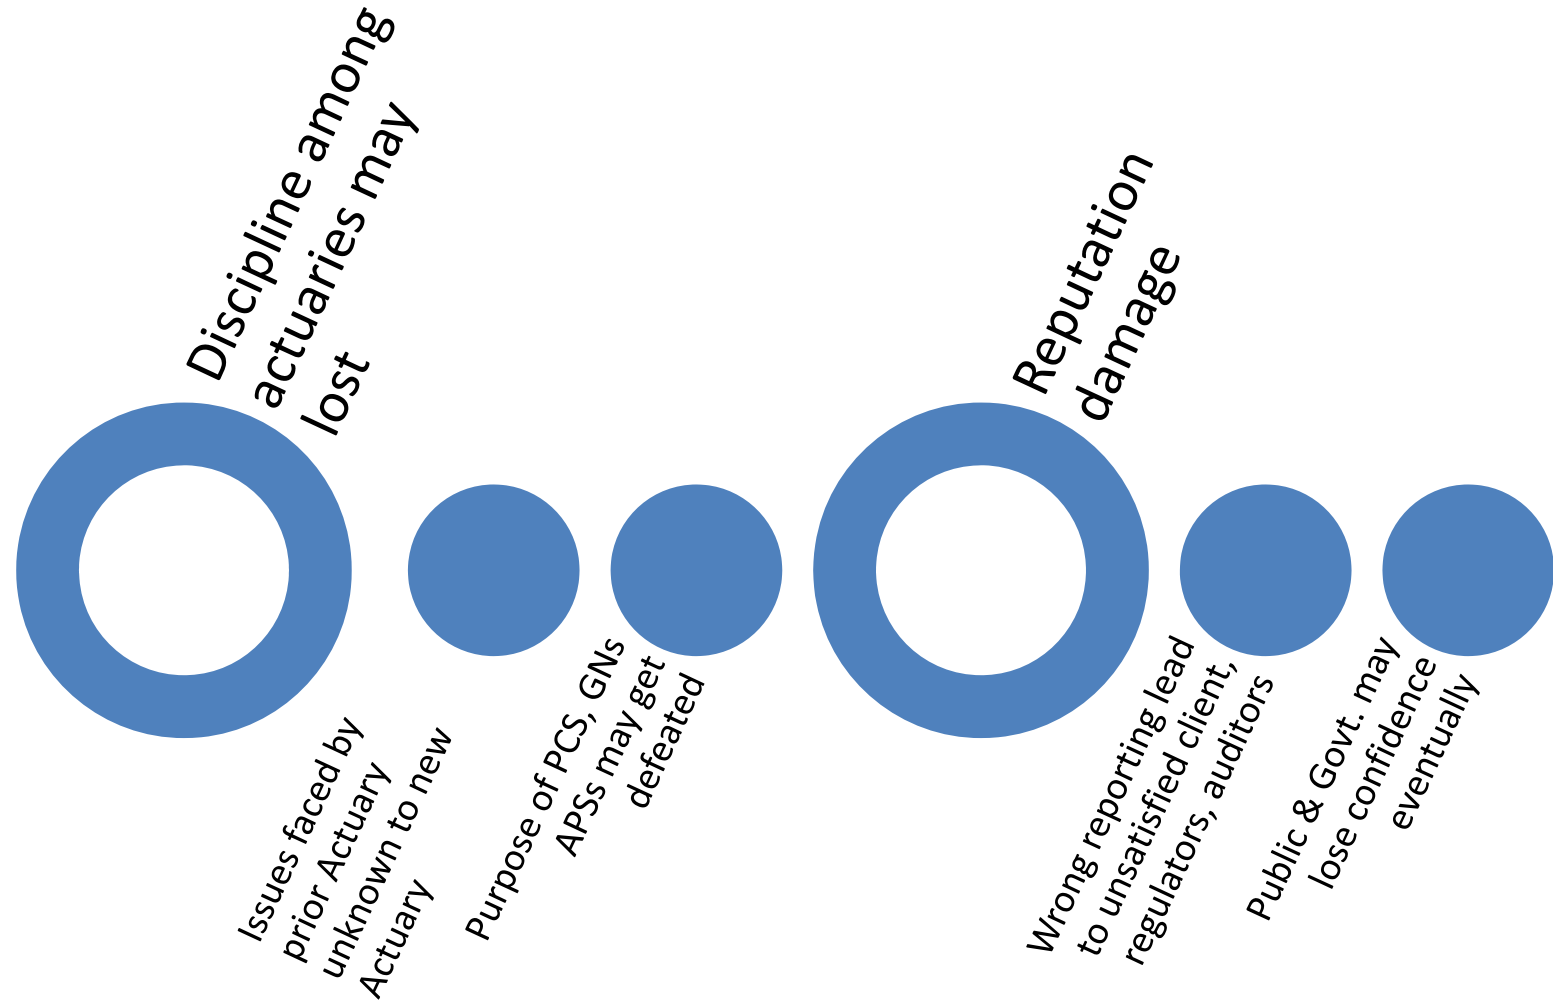 Discipline among
actuaries may
lost
Issues faced by
prior Actuary
unknown to new
Actuary
Purpose of PCS, GNs
APSs may get
defeated
Reputation
damage
Wrong reporting lead
to unsatisfied client,
regulators, auditors
Public & Govt. may
lose confidence
eventually